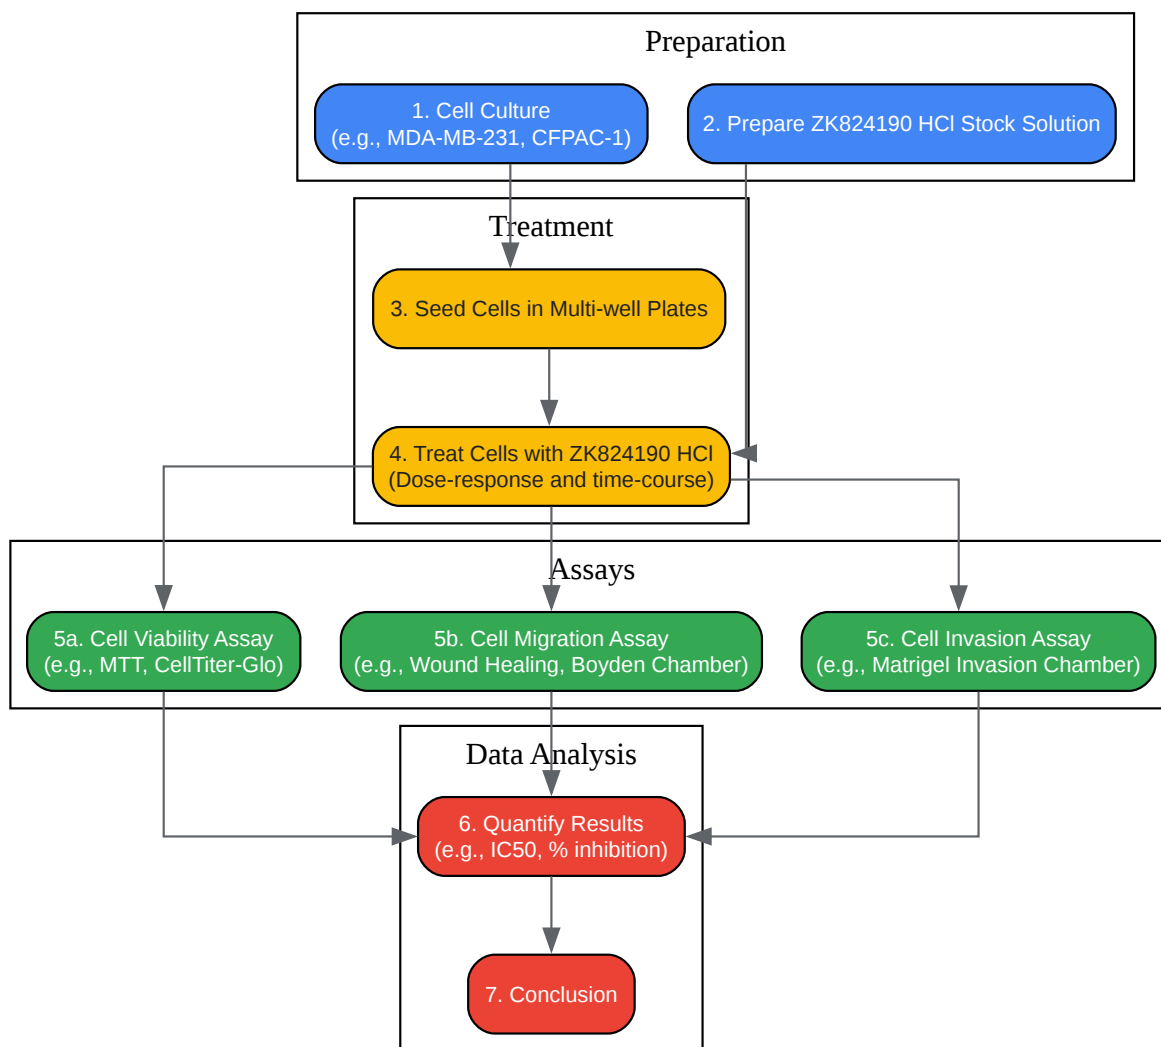 Preparation
1. Cell Culture
(e.g., MDA-MB-231, CFPAC-1)
2. Prepare ZK824190 HCl Stock Solution
Treatment
3. Seed Cells in Multi-well Plates
4. Treat Cells with ZK824190 HCl
(Dose-response and time-course)
Assays
5a. Cell Viability Assay
(e.g., MTT, CellTiter-Glo)
5b. Cell Migration Assay
(e.g., Wound Healing, Boyden Chamber)
5c. Cell Invasion Assay
(e.g., Matrigel Invasion Chamber)
Data Analysis
6. Quantify Results
(e.g., IC50, % inhibition)
7. Conclusion